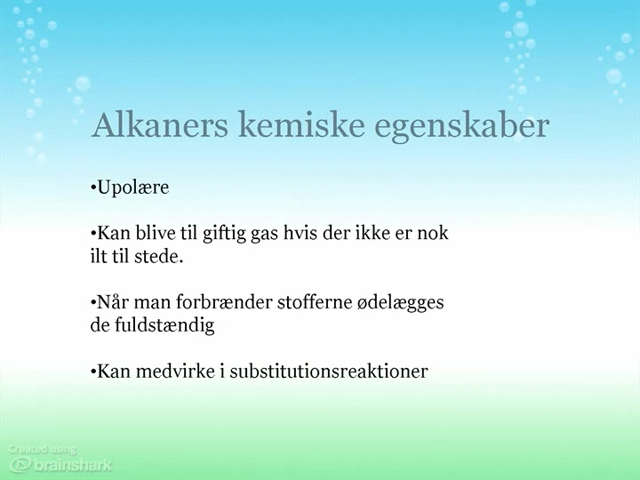 Alkaners kemiske egenskaber
•Upolære
•Kan blive til giftig gas hvis der ikke er nok
ilt til stede.
•Når man forbrænder stofferne ødelægges
de fuldstændig
•Kan medvirke i substitutionsreaktioner
Created using
brainshark